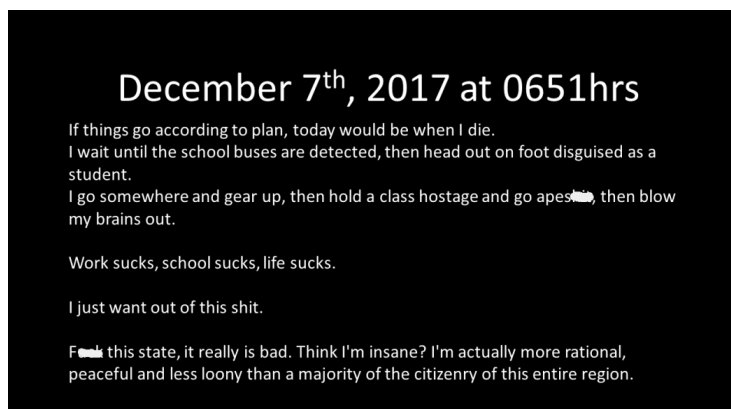 December 7th, 2017 at 0651hrs
If things go according to plan, today would be when I die.
I wait until the school buses are detected, then head out on foot disguised as a
student.
I go somewhere and gear up, then hold a class hostage and go apes, then blow
my brains out.
Work sucks, school sucks, life sucks.
I just want out of this shit.
F k this state, it really is bad. Think I'm insane? I'm actually more rational,
peaceful and less loony than a majority of the citizenry of this entire region.